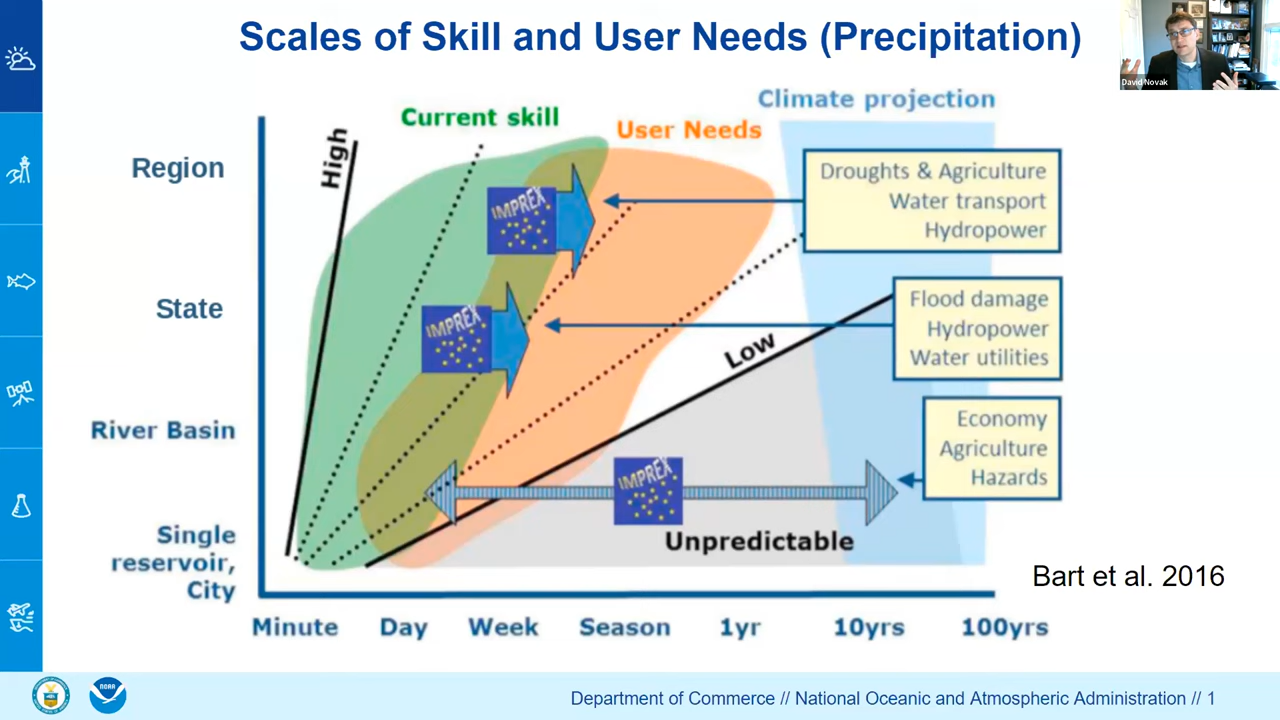 Scales of Skill and User Needs (Precipitation)
David Novak
Climate projection
Current skill
User Needs
High
Region
IMPREX
Droughts & Agriculture
Water transport
Hydropower
State
IMPREX
Flood damage
Hydropower
Water utilities
Low
River Basin
IMPREX
Economy
Agriculture
Hazards
Unpredictable
Single
reservoir,
City
Bart et al. 2016
Minute Day Week Season 1yr 10yrs 100yrs
NOAA
Department of Commerce // National Oceanic and Atmospheric Administration // 1